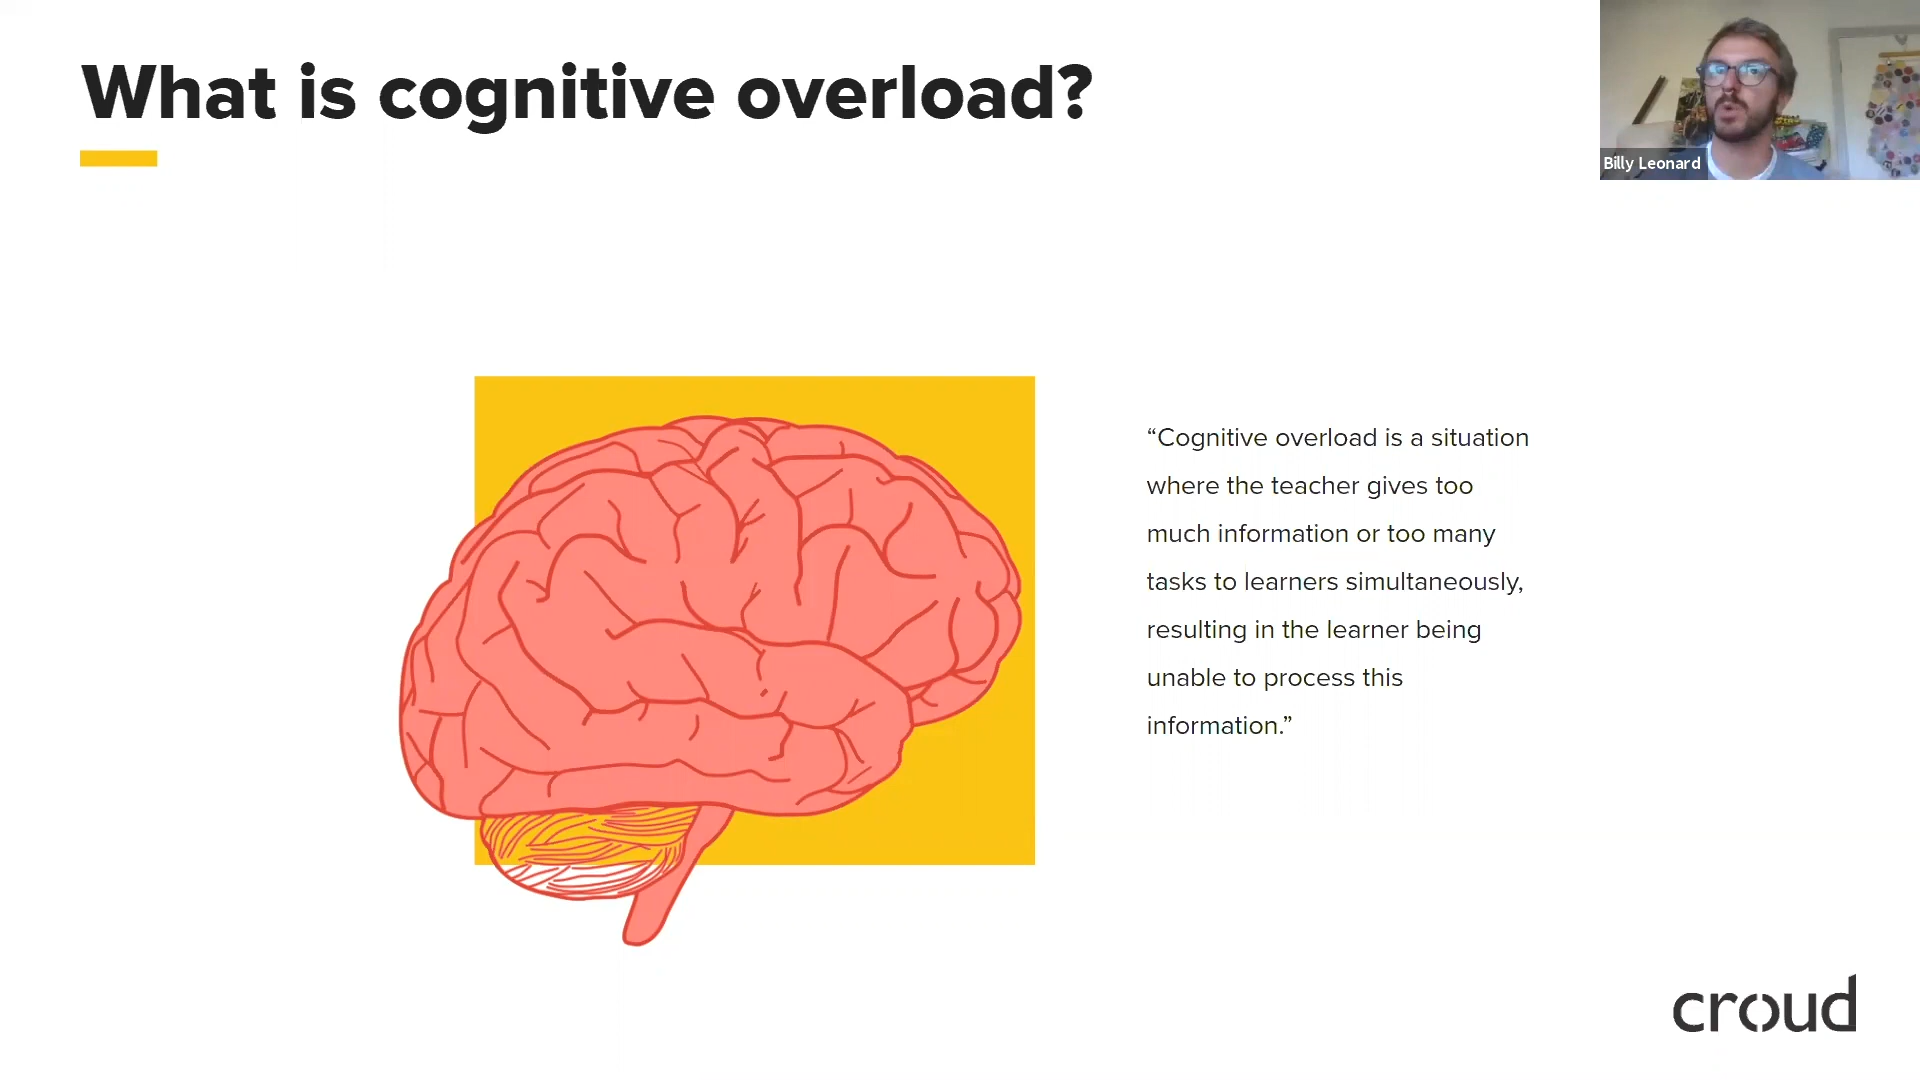 What is cognitive overload?
Billy Leonard
“Cognitive overload is a situation
where the teacher gives too
much information or too many
tasks to learners simultaneously,
resulting in the learner being
unable to process this
information.”
croud